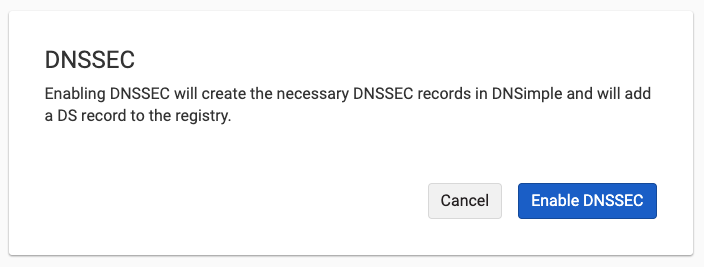 DNSSEC
Enabling DNSSEC will create the necessary DNSSEC records in DNSimple and will add
a DS record to the registry.
Cancel
Enable DNSSEC